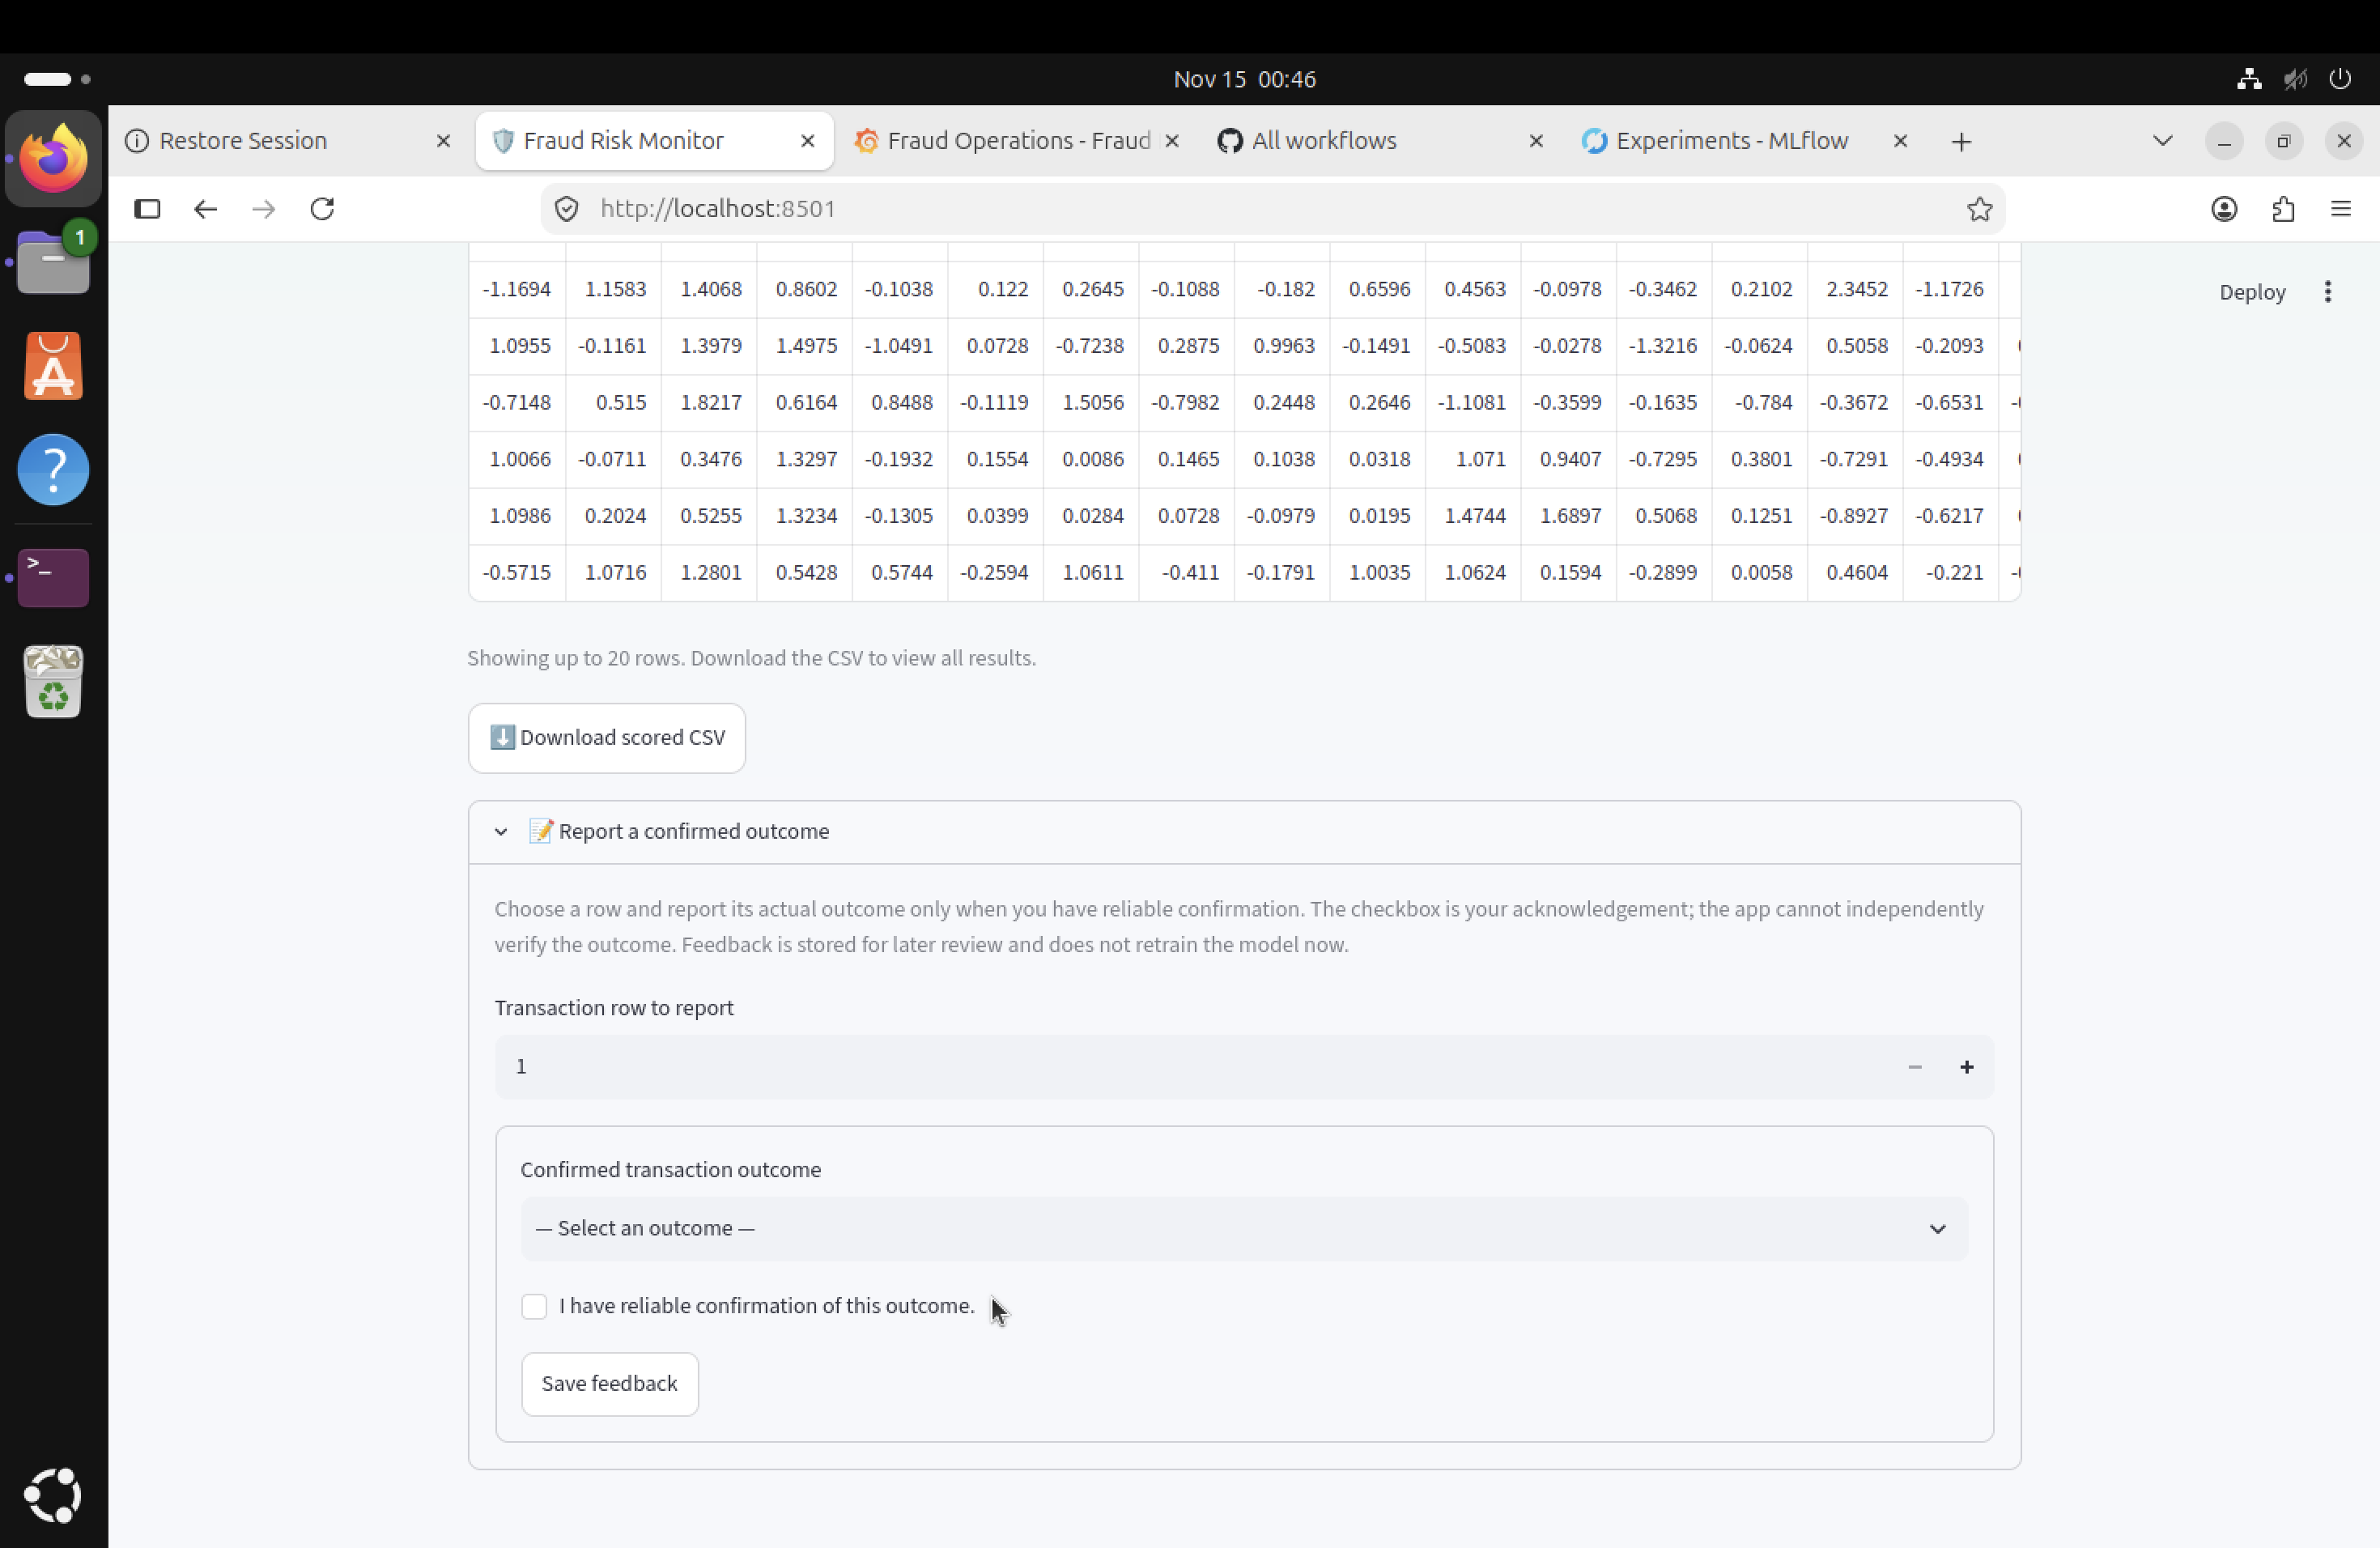 Nov 15 00:46
Restore Session
Fraud Risk Monitor
Fraud Operations - Fraud
All workflows
Experiments - MLflow
1
http://localhost:8501
Deploy
-1.1694 1.1583 1.4068 0.8602 -0.1038 0.122 0.2645 -0.1088 -0.182 0.6596 0.4563 -0.0978 -0.3462 0.2102 2.3452 -1.1726
1.0955 -0.1161 1.3979 1.4975 -1.0491 0.0728 -0.7238 0.2875 0.9963 -0.1491 -0.5083 -0.0278 -1.3216 -0.0624 0.5058 -0.2093
-0.7148 0.515 1.8217 0.6164 0.8488 -0.1119 1.5056 -0.7982 0.2448 0.2646 -1.1081 -0.3599 -0.1635 -0.784 -0.3672 -0.6531
1.0066 -0.0711 0.3476 1.3297 -0.1932 0.1554 0.0086 0.1465 0.1038 0.0318 1.071 0.9407 -0.7295 0.3801 -0.7291 -0.4934
1.0986 0.2024 0.5255 1.3234 -0.1305 0.0399 0.0284 0.0728 -0.0979 0.0195 1.4744 1.6897 0.5068 0.1251 -0.8927 -0.6217
-0.5715 1.0716 1.2801 0.5428 0.5744 -0.2594 1.0611 -0.411 -0.1791 1.0035 1.0624 0.1594 -0.2899 0.0058 0.4604 -0.221
Showing up to 20 rows. Download the CSV to view all results.
Download scored CSV
Report a confirmed outcome
Choose a row and report its actual outcome only when you have reliable confirmation. The checkbox is your acknowledgement; the app cannot independently
verify the outcome. Feedback is stored for later review and does not retrain the model now.
Transaction row to report
1
Confirmed transaction outcome
— Select an outcome —
I have reliable confirmation of this outcome.
Save feedback